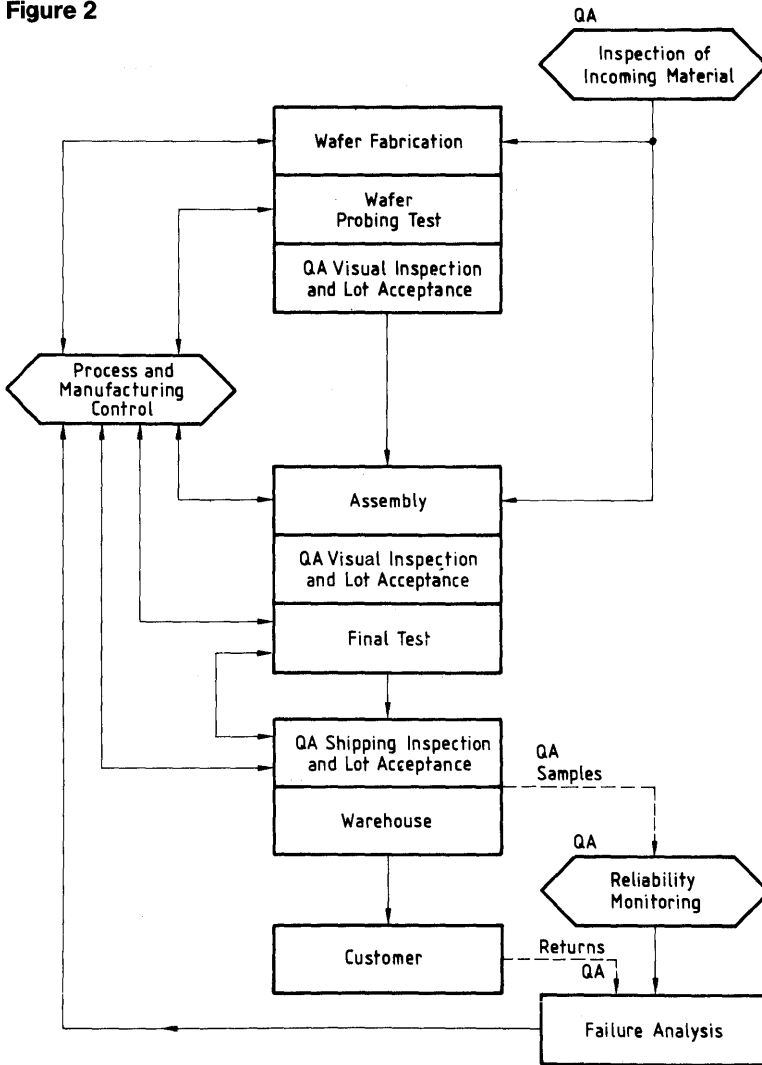 Figure 2
QA
Inspection of
Incoming Material
Wafer Fabrication
Wafer
Probing Test
QA Visual Inspection
and Lot Acceptance
Process and
Manufacturing
Control
Assembly
QA Visual Inspection
and Lot Acceptance
Final Test
QA Shipping Inspection
and Lot Acceptance
QA
Samples
Warehouse
QA
Reliability
Monitoring
Customer
Returns
QA
Failure Analysis